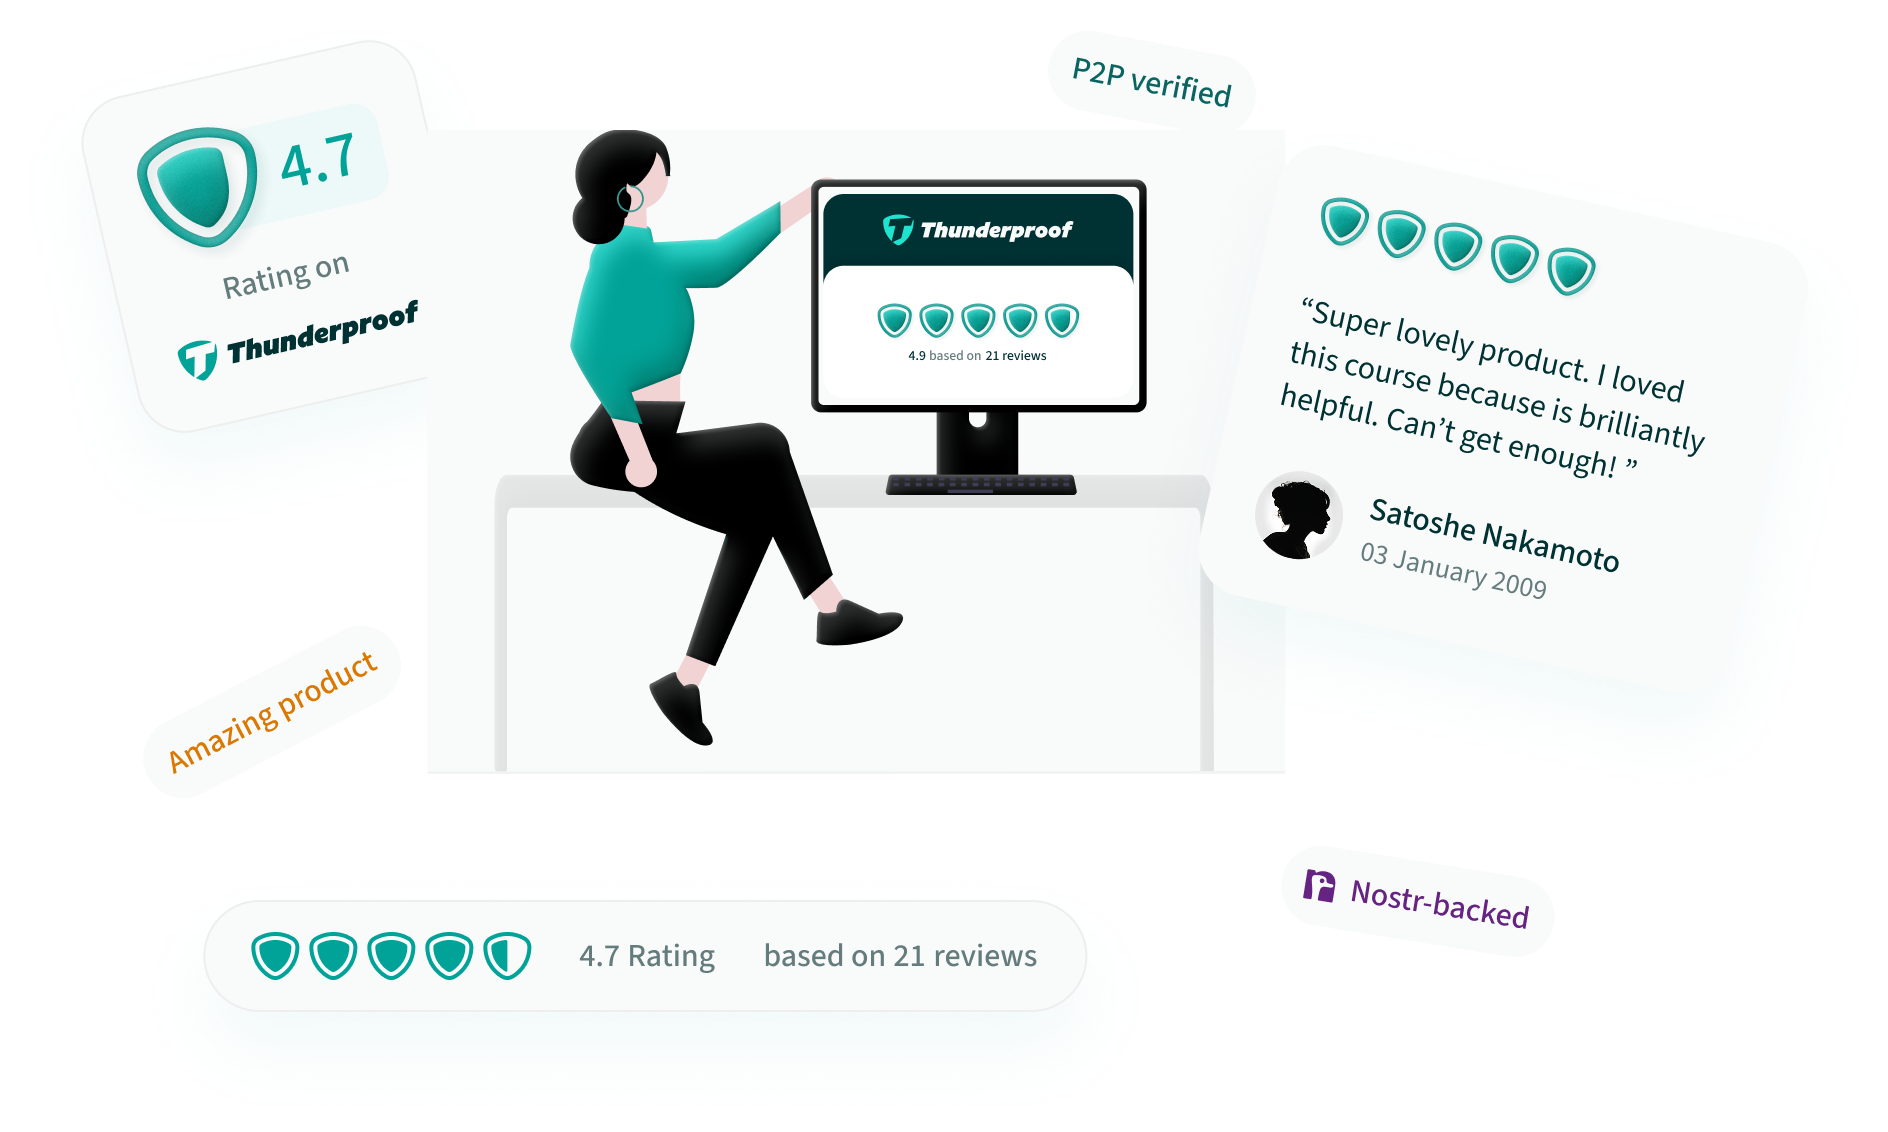 4.7
Rating on
Thunderproof
P2P verified
Thunderproof
4.9 based on 21 reviews
“Super lovely product. I loved
this course because is brilliantly
helpful. Can’t get enough! ”
Satoshe Nakamoto
03 January 2009
Amazing product
Nostr-backed
4.7 Rating based on 21 reviews